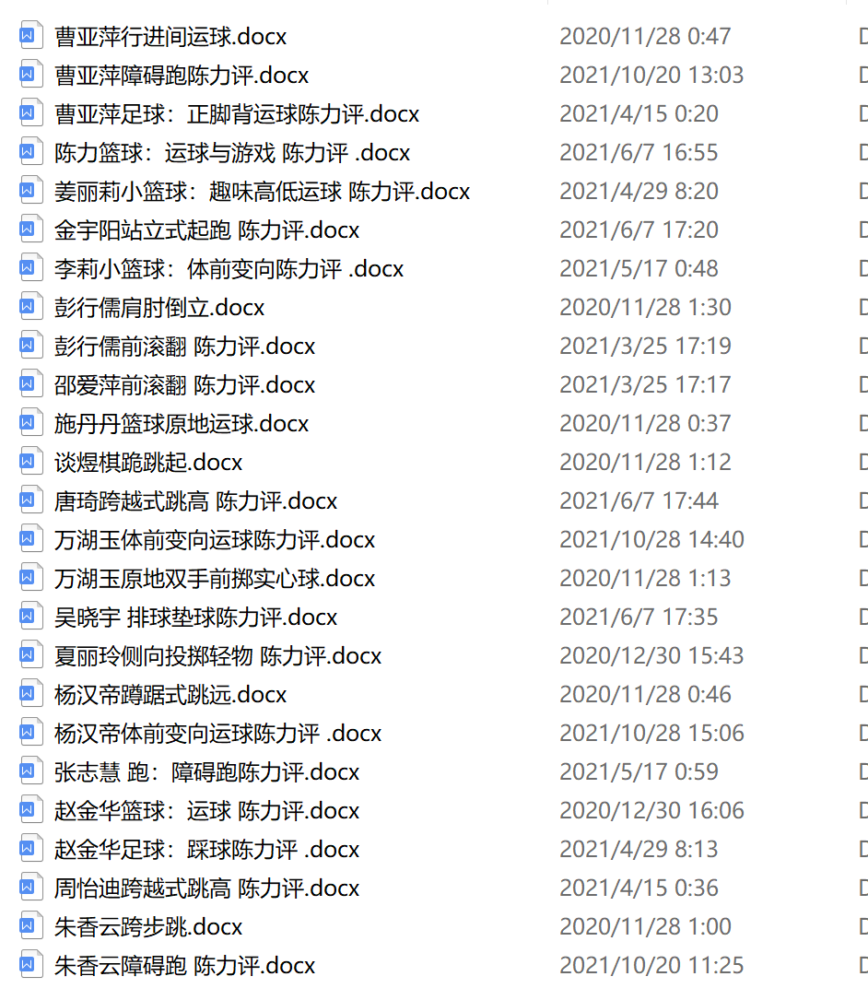 曹亚萍行进间运球.docx 2020/11/28 0:47 D
曹亚萍障碍跑陈力评.docx 2021/10/20 13:03 D
曹亚萍足球：正脚背运球陈力评.docx 2021/4/15 0:20 D
陈力篮球：运球与游戏 陈力评 .docx 2021/6/7 16:55 D
姜丽莉小篮球：趣味高低运球 陈力评.docx 2021/4/29 8:20 D
金宇阳站立式起跑 陈力评.docx 2021/6/7 17:20 D
李莉小篮球：体前变向陈力评 .docx 2021/5/17 0:48 D
彭行儒肩肘倒立.docx 2020/11/28 1:30 D
彭行儒前滚翻 陈力评.docx 2021/3/25 17:19 D
邵爱萍前滚翻 陈力评.docx 2021/3/25 17:17 D
施丹丹篮球原地运球.docx 2020/11/28 0:37 D
谈煜棋跪跳起.docx 2020/11/28 1:12 D
唐琦跨越式跳高 陈力评.docx 2021/6/7 17:44 D
万湖玉体前变向运球陈力评.docx 2021/10/28 14:40 D
万湖玉原地双手前掷实心球.docx 2020/11/28 1:13 D
吴晓宇 排球垫球陈力评.docx 2021/6/7 17:35 D
夏丽玲侧向投掷轻物 陈力评.docx 2020/12/30 15:43 D
杨汉帝蹲踞式跳远.docx 2020/11/28 0:46 D
杨汉帝体前变向运球陈力评 .docx 2021/10/28 15:06 D
张志慧 跑：障碍跑陈力评.docx 2021/5/17 0:59 D
赵金华篮球：运球 陈力评.docx 2020/12/30 16:06 D
赵金华足球：踩球陈力评 .docx 2021/4/29 8:13 D
周怡迪跨越式跳高 陈力评.docx 2021/4/15 0:36 D
朱香云跨步跳.docx 2020/11/28 1:00 D
朱香云障碍跑 陈力评.docx 2021/10/20 11:25 D